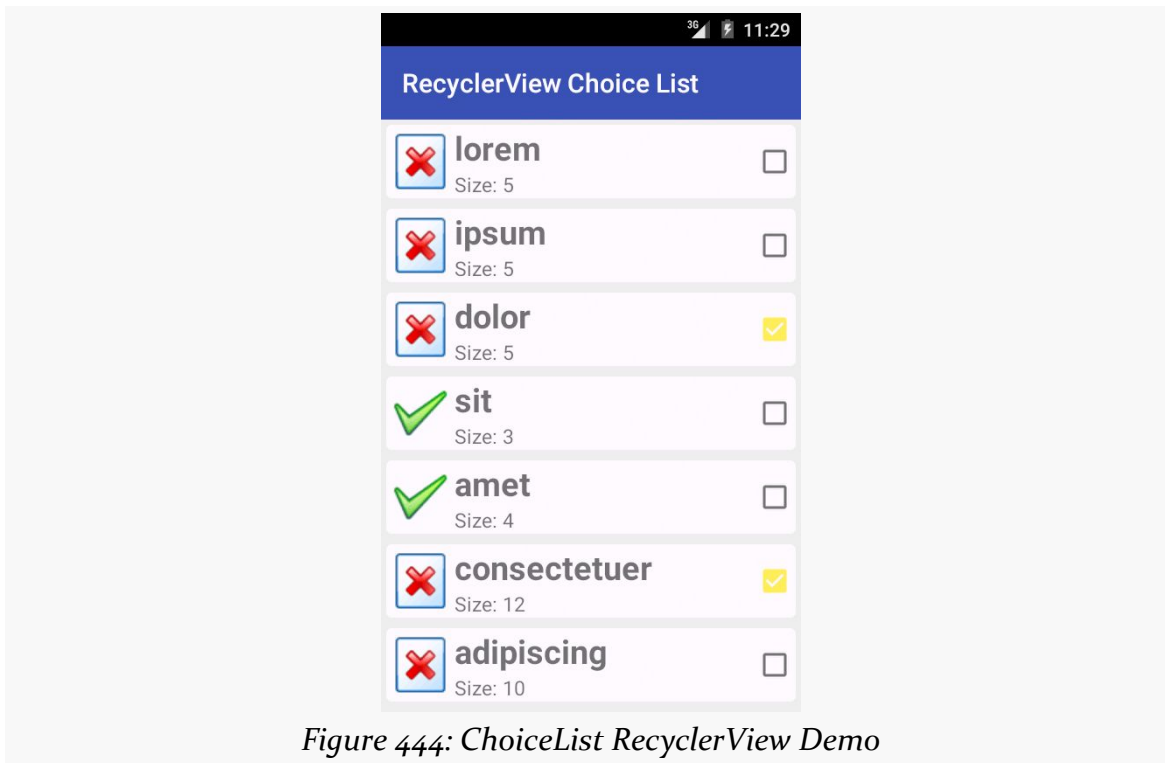 3G 11:29
RecyclerView Choice List
lorem
Size: 5
ipsum
Size: 5
dolor
Size: 5
sit
Size: 3
amet
Size: 4
consectetuer
Size: 12
adipiscing
Size: 10
Figure 444: ChoiceList RecyclerView Demo